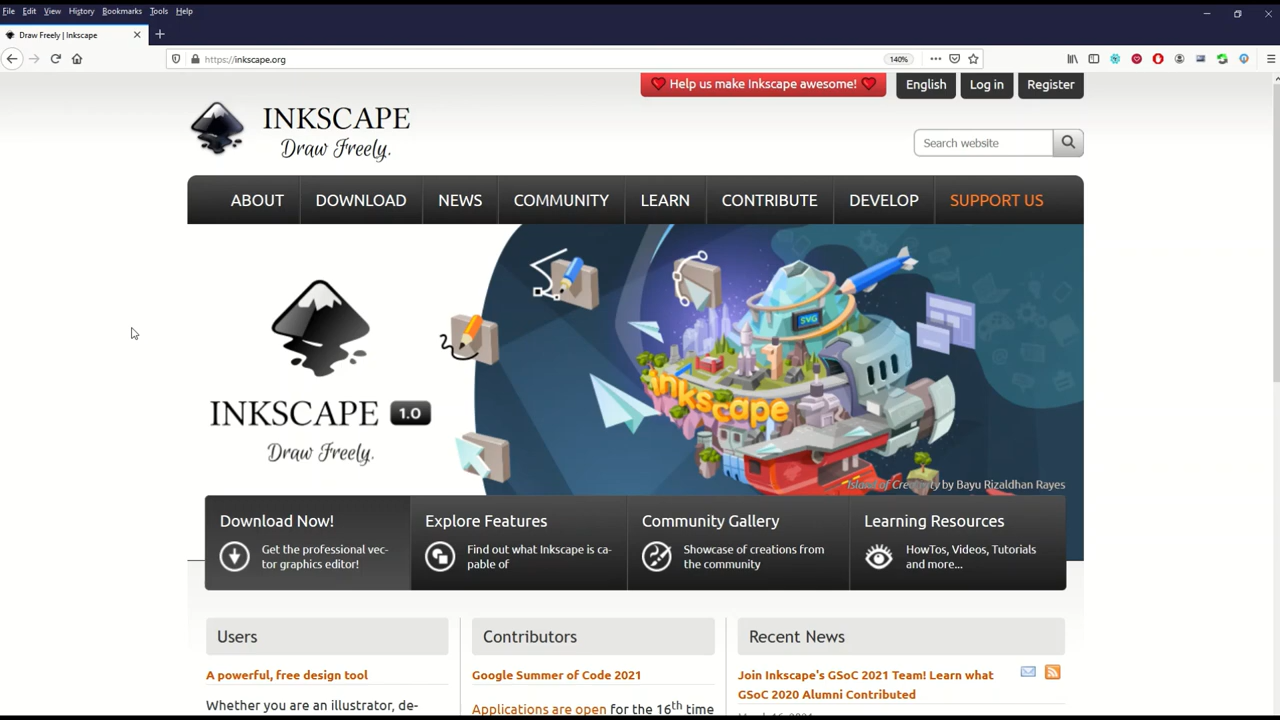 File Edit View History Bookmarks Tools Help
Draw Freely | Inkscape
https://inkscape.org
140%
Help us make Inkscape awesome!
English
Log in
Register
INKSCAPE
Draw Freely.
Search website
ABOUT
DOWNLOAD
NEWS
COMMUNITY
LEARN
CONTRIBUTE
DEVELOP
SUPPORT US
SVG
inkscape
INKSCAPE 1.0
Draw Freely.
Island of Creativity by Bayu Rizaldhan Rayes
Download Now!
Get the professional vec-
tor graphics editor!
Explore Features
Find out what Inkscape is ca-
pable of
Community Gallery
Showcase of creations from
the community
Learning Resources
HowTos, Videos, Tutorials
and more...
Users
A powerful, free design tool
Whether you are an illustrator, de-
Contributors
Google Summer of Code 2021
Applications are open for the 16th time
Recent News
Join Inkscape's GSoC 2021 Team! Learn what
GSoC 2020 Alumni Contributed